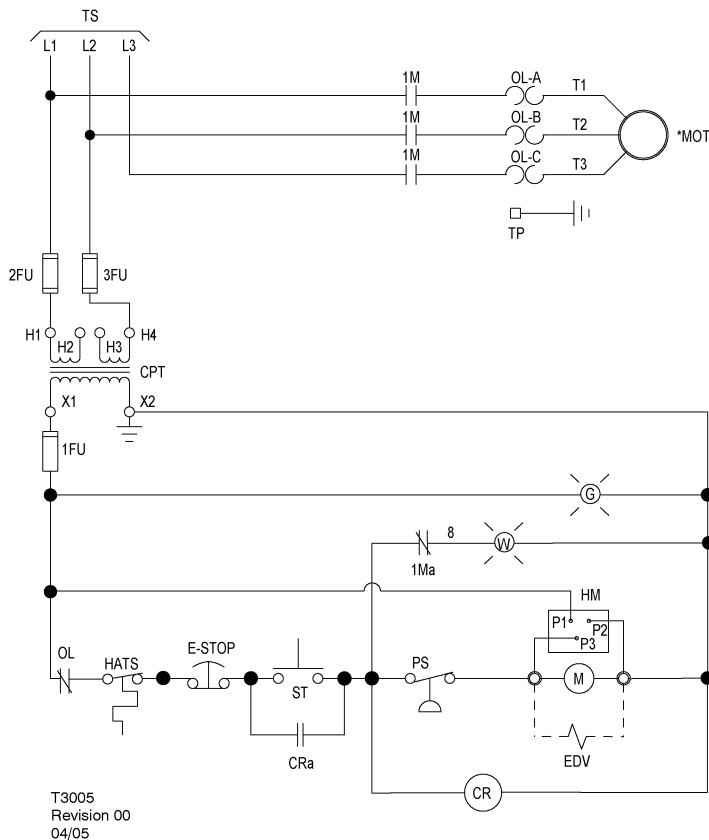 TS
L1 L2 L3
1M OL-A T1
1M OL-B T2
*MOT
1M OL-C T3
TP
2FU 3FU
H1 H2 H3 H4
CPT
X1 X2
1FU
G
8
W
1Ma
HM
P1 P2
P3
OL HATS E-STOP ST PS M
CRa
EDV
CR
T3005
Revision 00
04/05